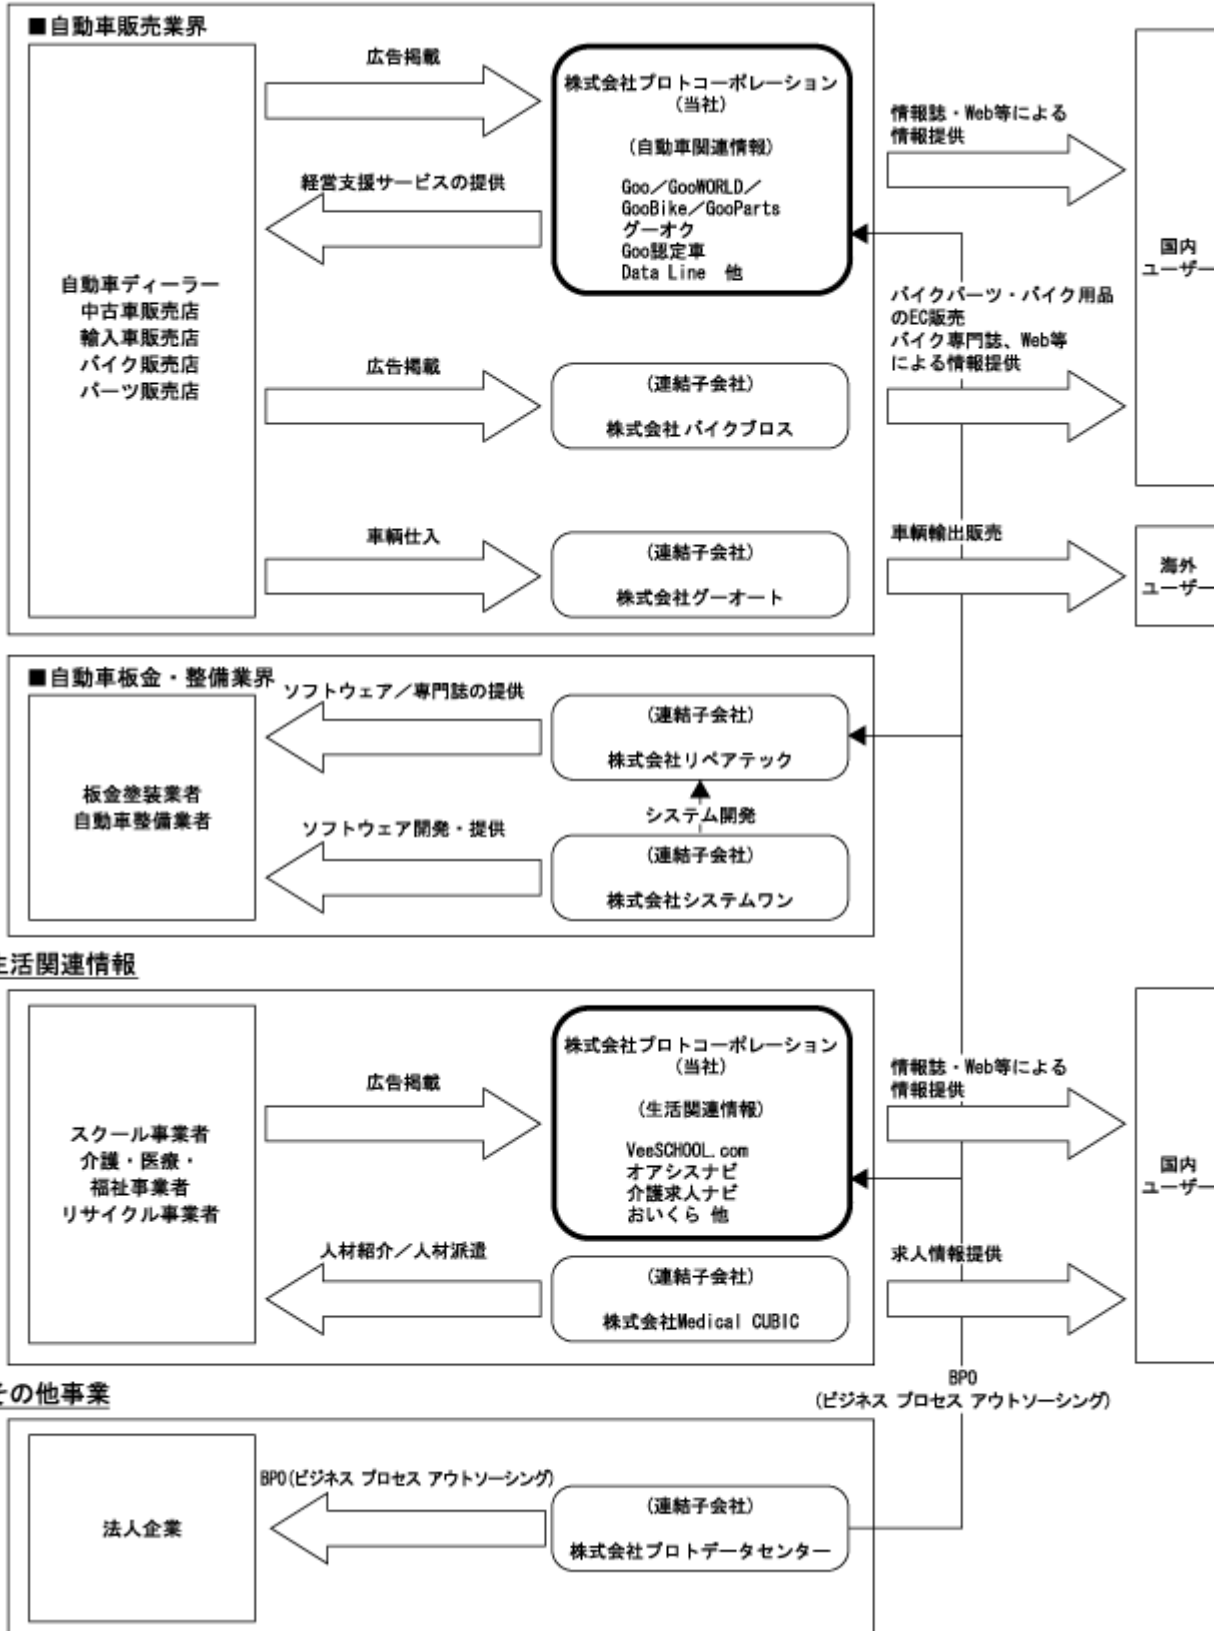 ■自動車販売業界
自動車ディーラー
中古車販売店
輸入車販売店
バイク販売店
パーツ販売店
広告掲載
経営支援サービスの提供
株式会社プロトコーポレーション
(当社)
(自動車関連情報)
Goo／GooWORLD／
GooBike／GooParts
グーオク
Goo認定車
Data Line 他
情報誌・Web等による
情報提供
国内
ユーザー
広告掲載
(連結子会社)
株式会社バイクブロス
バイクパーツ・バイク用品
のEC販売
バイク専門誌、Web等
による情報提供
車輌仕入
(連結子会社)
株式会社グーオート
車輌輸出販売
海外
ユーザー
■自動車板金・整備業界
板金塗装業者
自動車整備業者
ソフトウェア／専門誌の提供
(連結子会社)
株式会社リペアテック
システム開発
ソフトウェア開発・提供
(連結子会社)
株式会社システムワン
生活関連情報
スクール事業者
介護・医療・
福祉事業者
リサイクル事業者
広告掲載
株式会社プロトコーポレーション
(当社)
(生活関連情報)
VeeSCHOOL.com
オアシスナビ
介護求人ナビ
おいくら 他
情報誌・Web等による
情報提供
国内
ユーザー
人材紹介／人材派遣
(連結子会社)
株式会社Medical CUBIC
求人情報提供
BPO
(ビジネス プロセス アウトソーシング)
その他事業
法人企業
BPO(ビジネス プロセス アウトソーシング)
(連結子会社)
株式会社プロトデータセンター